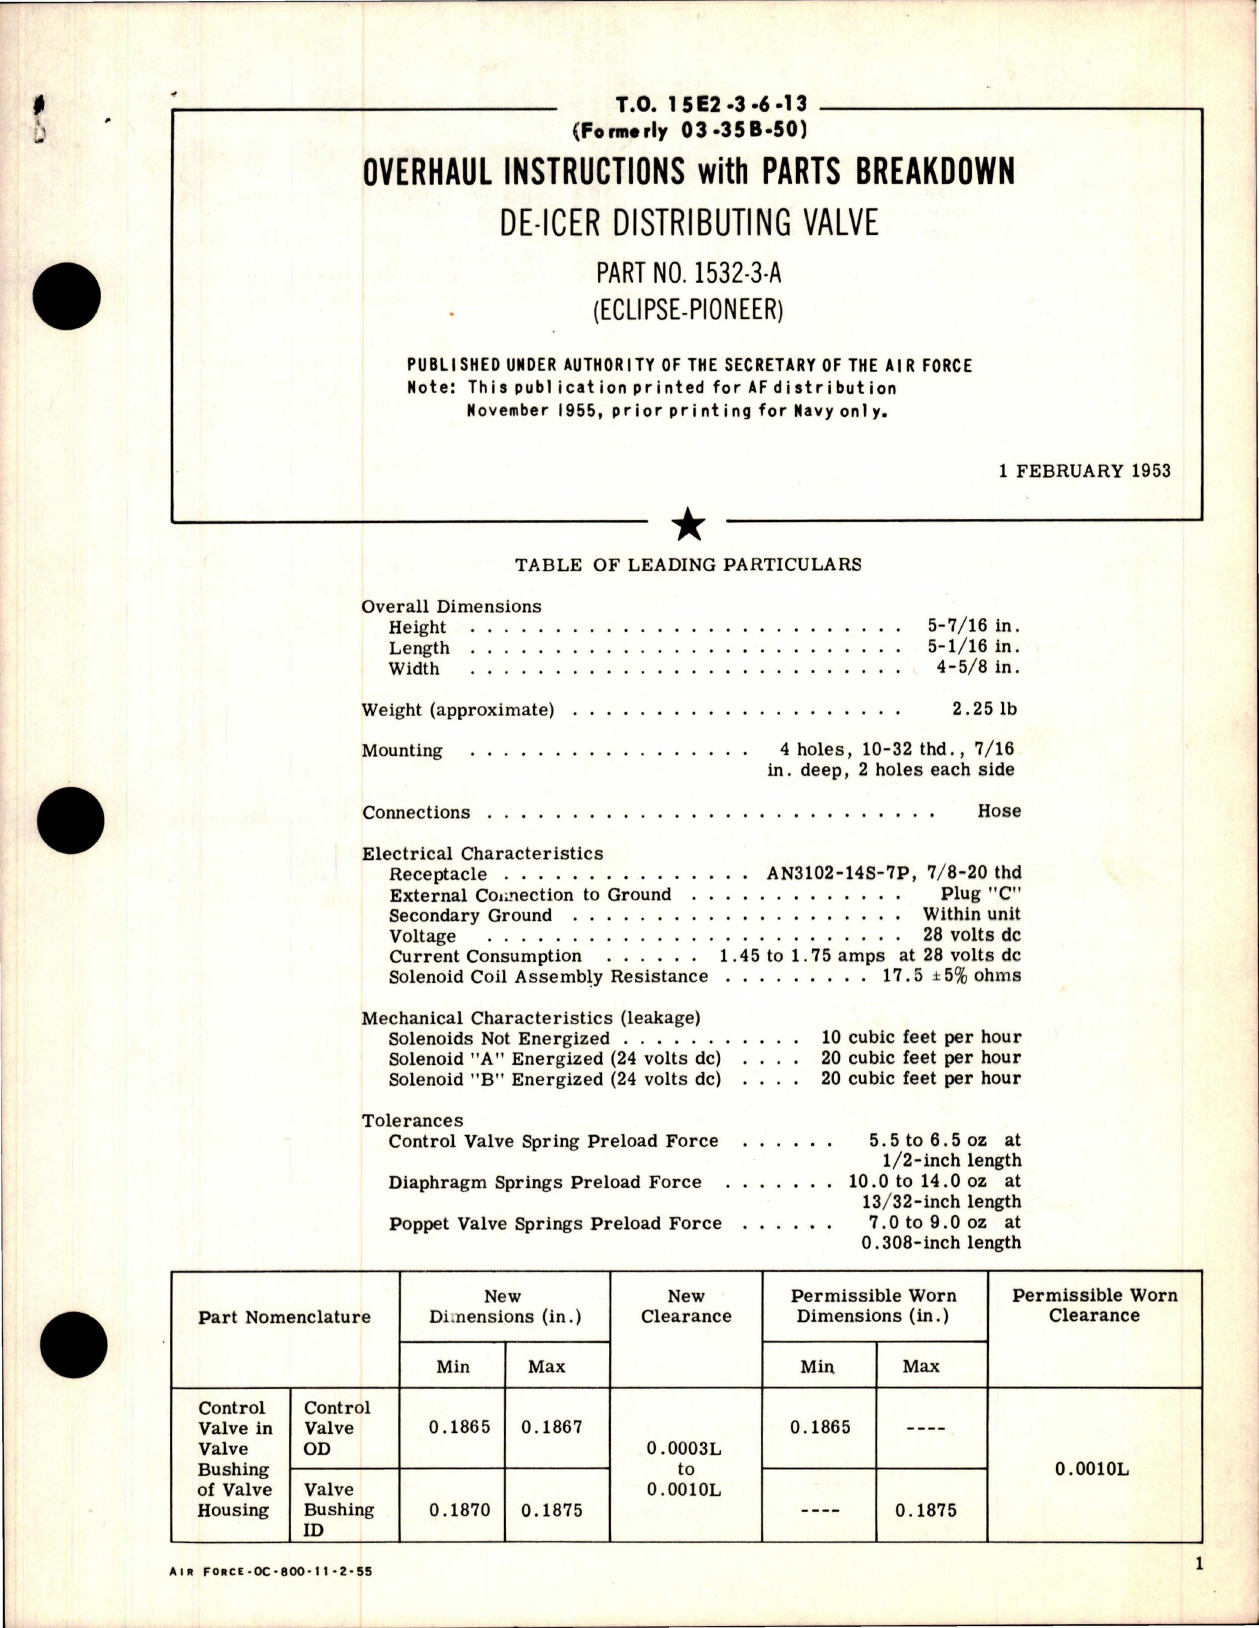 T.O. 15E2-3-6-13
(Formerly 03-35B-50)
OVERHAUL INSTRUCTIONS with PARTS BREAKDOWN
DE-ICER DISTRIBUTING VALVE
PART NO. 1532-3-A
(ECLIPSE-PIONEER)
PUBLISHED UNDER AUTHORITY OF THE SECRETARY OF THE AIR FORCE
Note: This publication printed for AF distribution
November 1955, prior printing for Navy only.
1 FEBRUARY 1953
TABLE OF LEADING PARTICULARS
Overall Dimensions
Height . . . . . . . . . . . . . . . . . . . . . . . . . . 5-7/16 in.
Length . . . . . . . . . . . . . . . . . . . . . . . . . . 5-1/16 in.
Width . . . . . . . . . . . . . . . . . . . . . . . . . . 4-5/8 in.
Weight (approximate) . . . . . . . . . . . . . . . . . . . . 2.25 lb
Mounting . . . . . . . . . . . . . . . . . 4 holes, 10-32 thd., 7/16
in. deep, 2 holes each side
Connections . . . . . . . . . . . . . . . . . . . . . . . . . . . Hose
Electrical Characteristics
Receptacle . . . . . . . . . . . . . . . AN3102-14S-7P, 7/8-20 thd
External Connection to Ground . . . . . . . . . . . . . Plug "C"
Secondary Ground . . . . . . . . . . . . . . . . . . . . Within unit
Voltage . . . . . . . . . . . . . . . . . . . . . . . . . 28 volts dc
Current Consumption . . . . . . 1.45 to 1.75 amps at 28 volts dc
Solenoid Coil Assembly Resistance . . . . . . . . . 17.5 ±5% ohms
Mechanical Characteristics (leakage)
Solenoids Not Energized . . . . . . . . . . . 10 cubic feet per hour
Solenoid "A" Energized (24 volts dc) . . . . 20 cubic feet per hour
Solenoid "B" Energized (24 volts dc) . . . . 20 cubic feet per hour
Tolerances
Control Valve Spring Preload Force . . . . . . 5.5 to 6.5 oz at
1/2-inch length
Diaphragm Springs Preload Force . . . . . . . 10.0 to 14.0 oz at
13/32-inch length
Poppet Valve Springs Preload Force . . . . . . 7.0 to 9.0 oz at
0.308-inch length
Part Nomenclature
New
Dimensions (in.)
Min Max
New
Clearance
Permissible Worn
Dimensions (in.)
Min Max
Permissible Worn
Clearance
Control
Valve in
Valve
Bushing
of Valve
Housing
Control
Valve
OD
0.1865 0.1867
0.0003L
to
0.0010L
0.1865 ----
0.0010L
Valve
Bushing
ID
0.1870 0.1875
---- 0.1875
AIR FORCE-OC-800-11-2-55
1